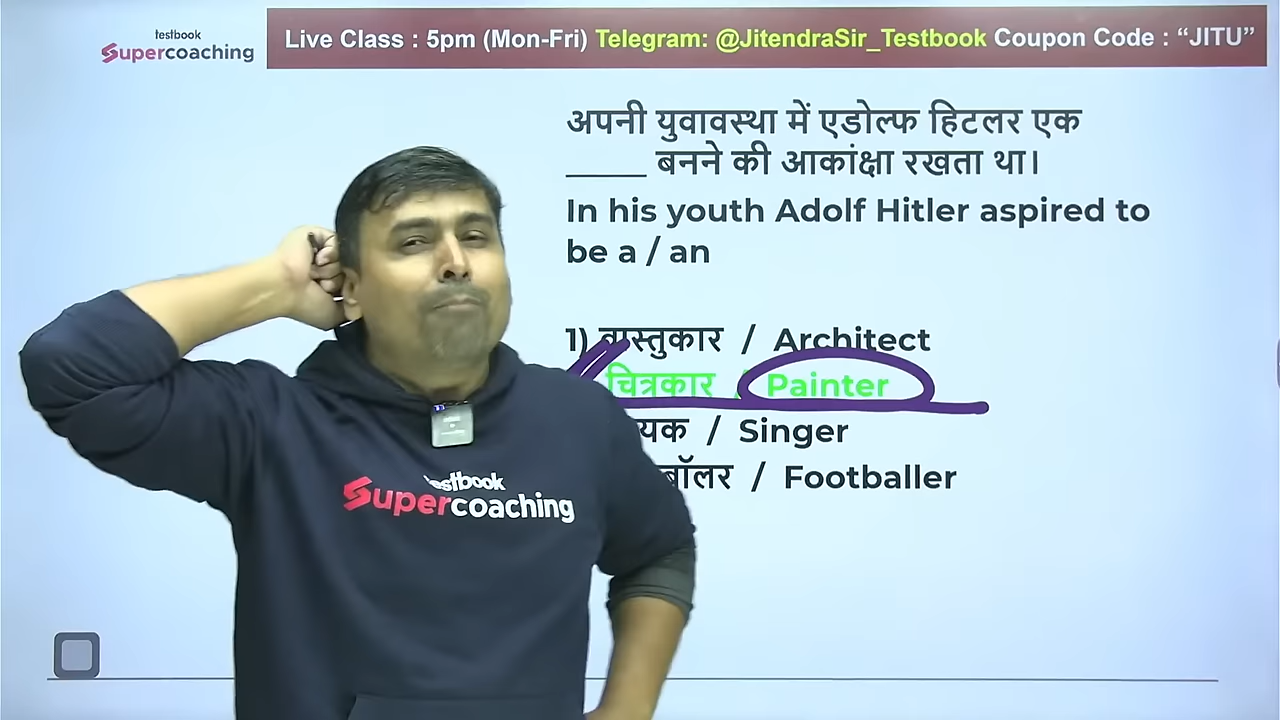 testbook
Supercoaching
Live Class : 5pm (Mon-Fri) Telegram: @JitendraSir_Testbook Coupon Code : “JITU”
अपनी युवावस्था में एडोल्फ हिटलर एक
_____ बनने की आकांक्षा रखता था।
In his youth Adolf Hitler aspired to
be a / an
1) वास्तुकार / Architect
चित्रकार / Painter
/ Singer
/ Footballer
testbook
Supercoaching